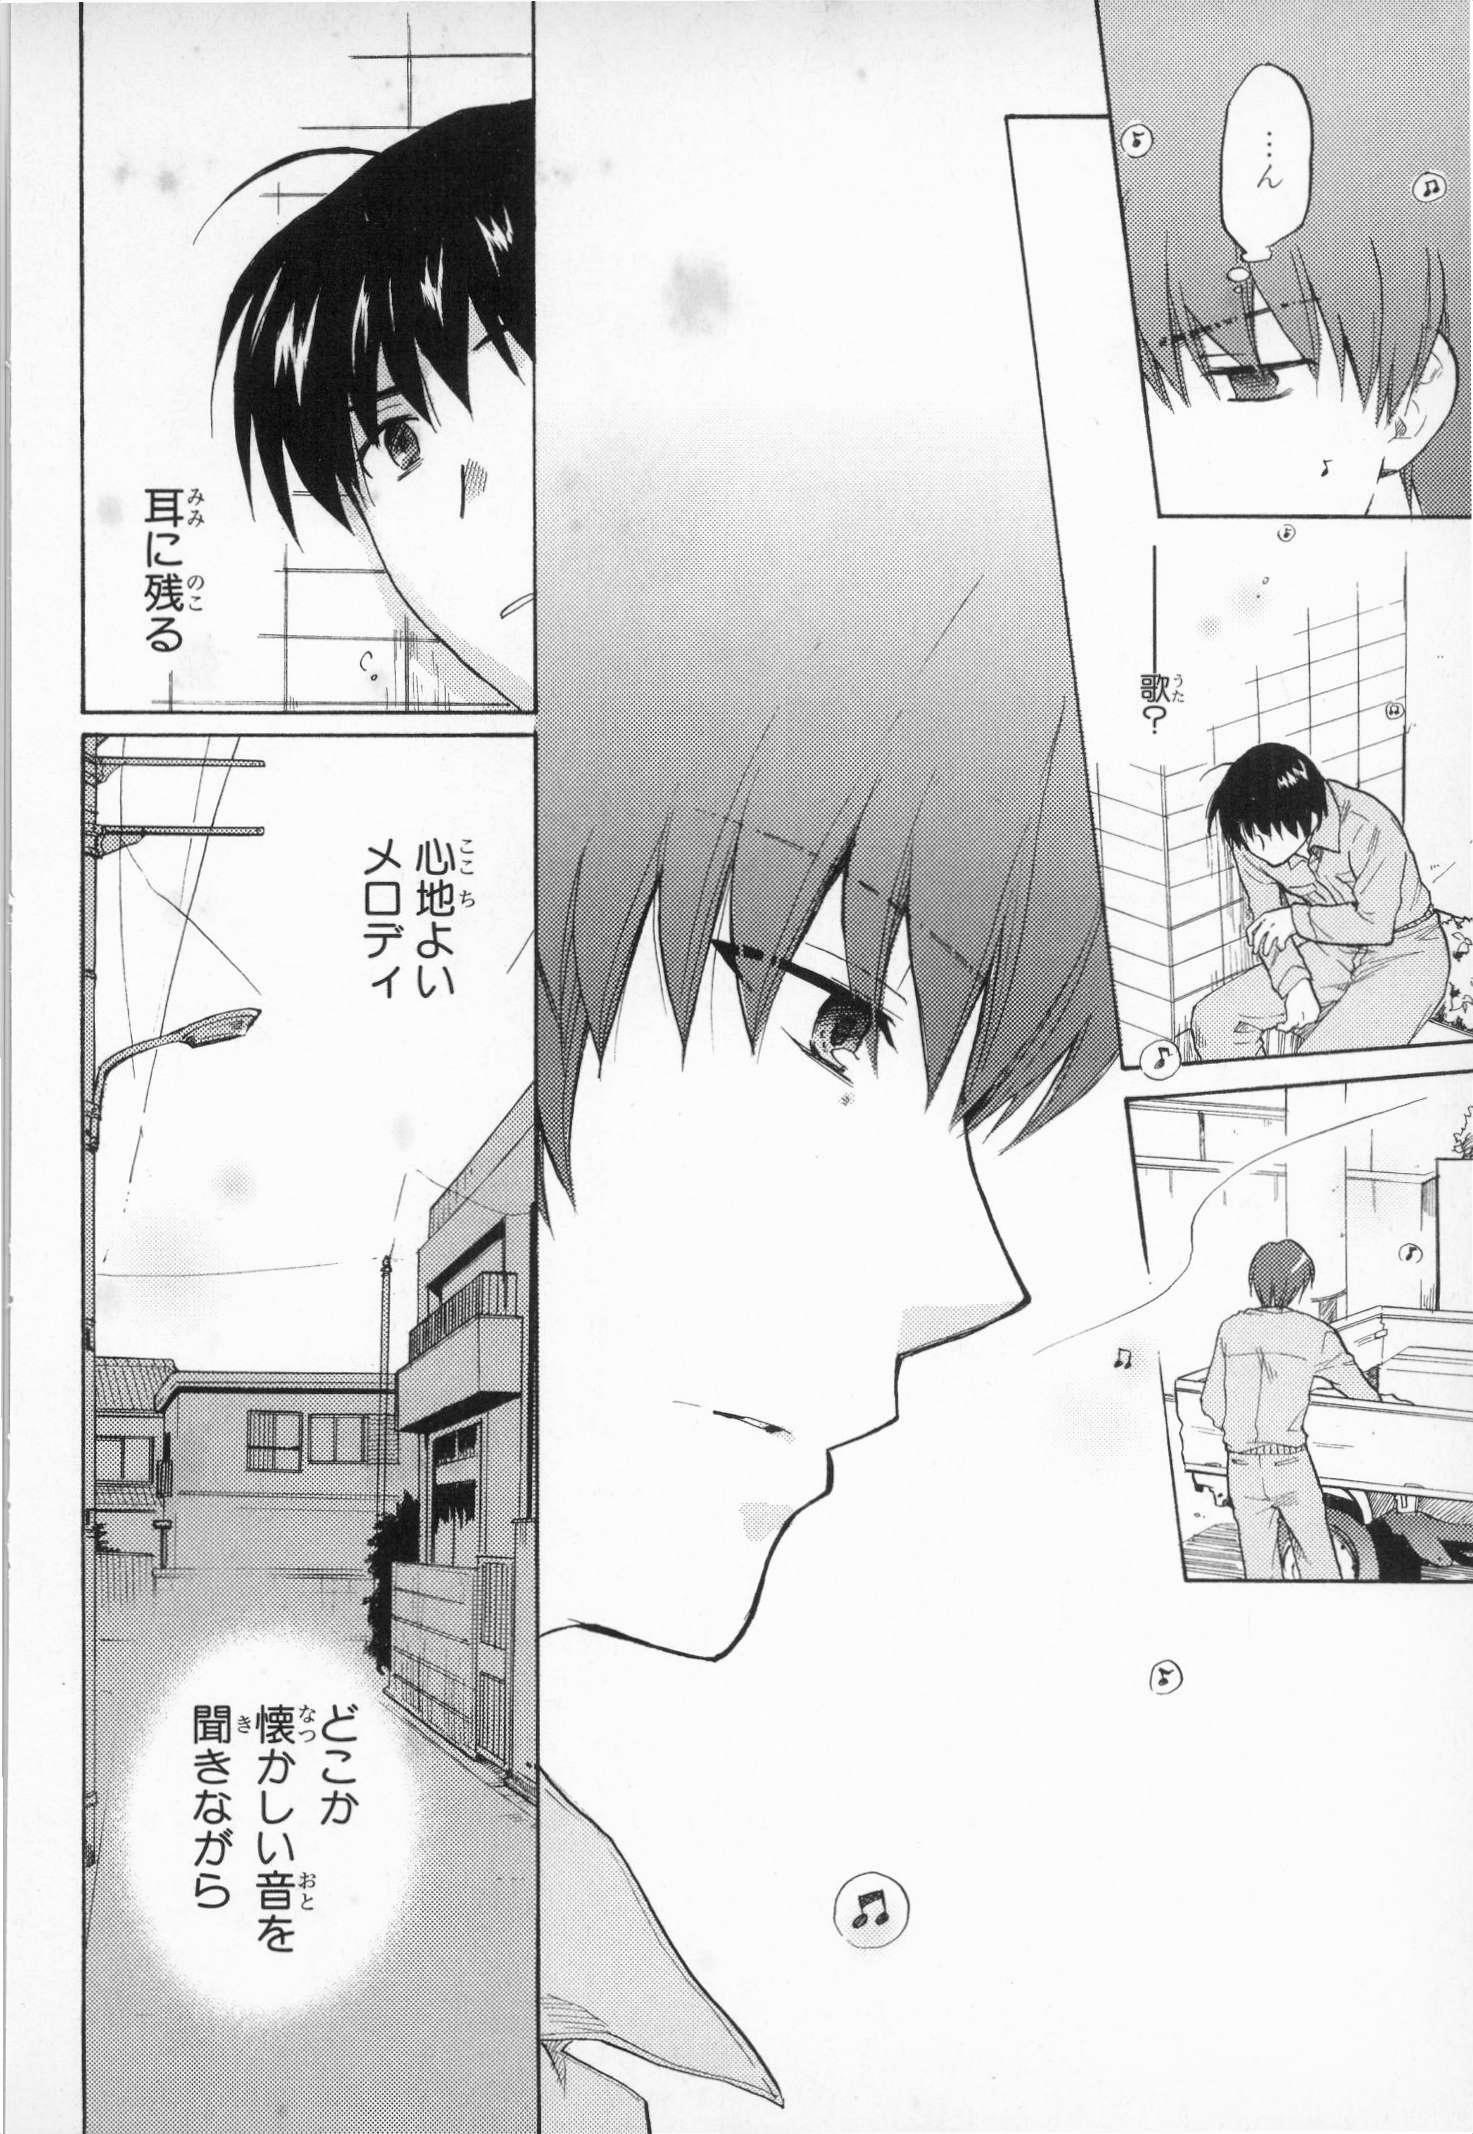 …ん
――歌？
耳に残る
心地よい
メロディ
どこか
懐かしい音を
聞きながら